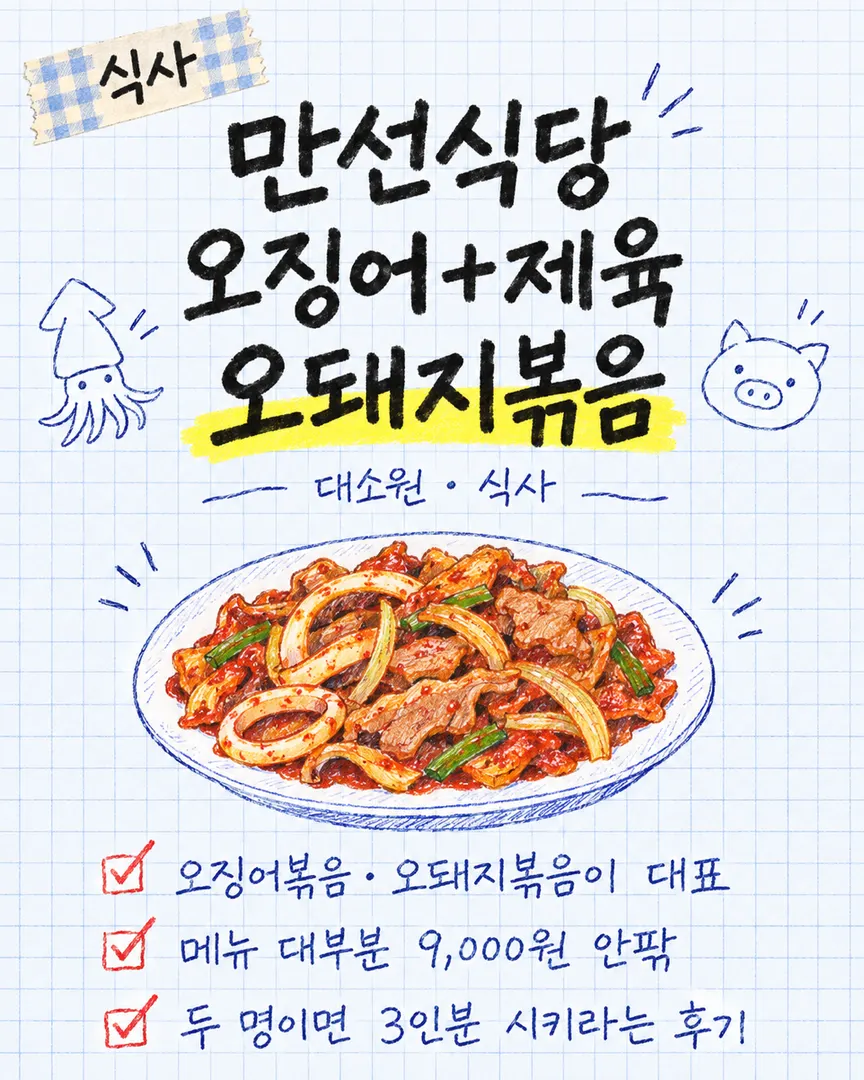 식사
만선식당
오징어+제육
오돼지볶음
대소원 · 식사
오징어볶음 · 오돼지볶음이 대표
메뉴 대부분 9,000원 안팎
두 명이면 3인분 시키라는 후기